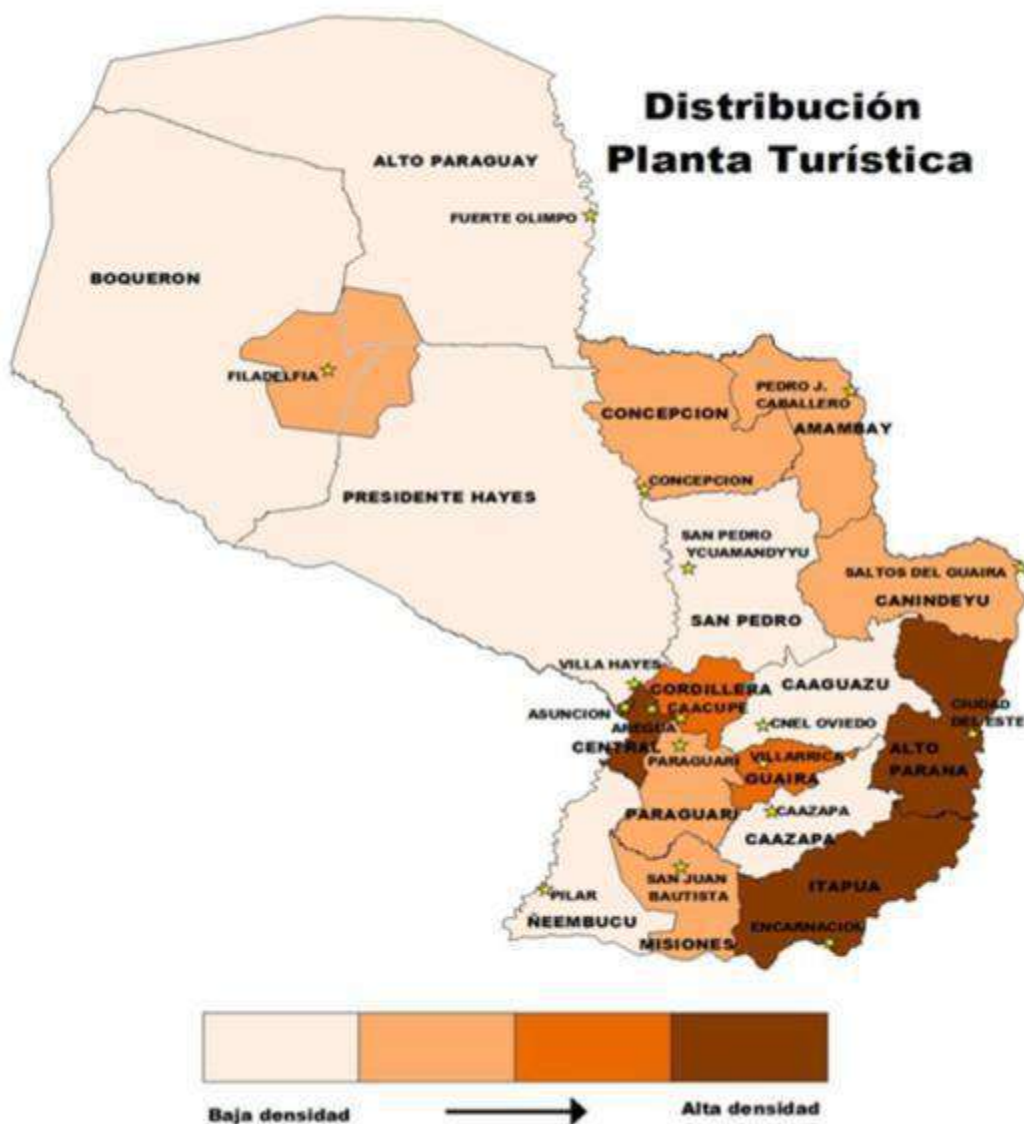 Distribución
Planta Turística
ALTO PARAGUAY
FUERTE OLIMPO
BOQUERON
FILADELFIA
PEDRO J.
CABALLERO
CONCEPCION
AMAMBAY
CONCEPCION
PRESIDENTE HAYES
SAN PEDRO
YCUAMANDYYU
SALTOS DEL GUAIRA
CANINDEYU
SAN PEDRO
VILLA HAYES
CORDILLERA
CAAGUAZU
CAACUPE
ASUNCION
AREGUA
CNEL OVIEDO
CIUDAD
DEL ESTE
CENTRAL
PARAGUARI
VILLARRICA
ALTO
PARANA
GUAIRA
PARAGUARI
CAAZAPA
CAAZAPA
SAN JUAN
BAUTISTA
ITAPUA
PILAR
ÑEEMBUCU
ENCARNACION
MISIONES
Baja densidad
Alta densidad